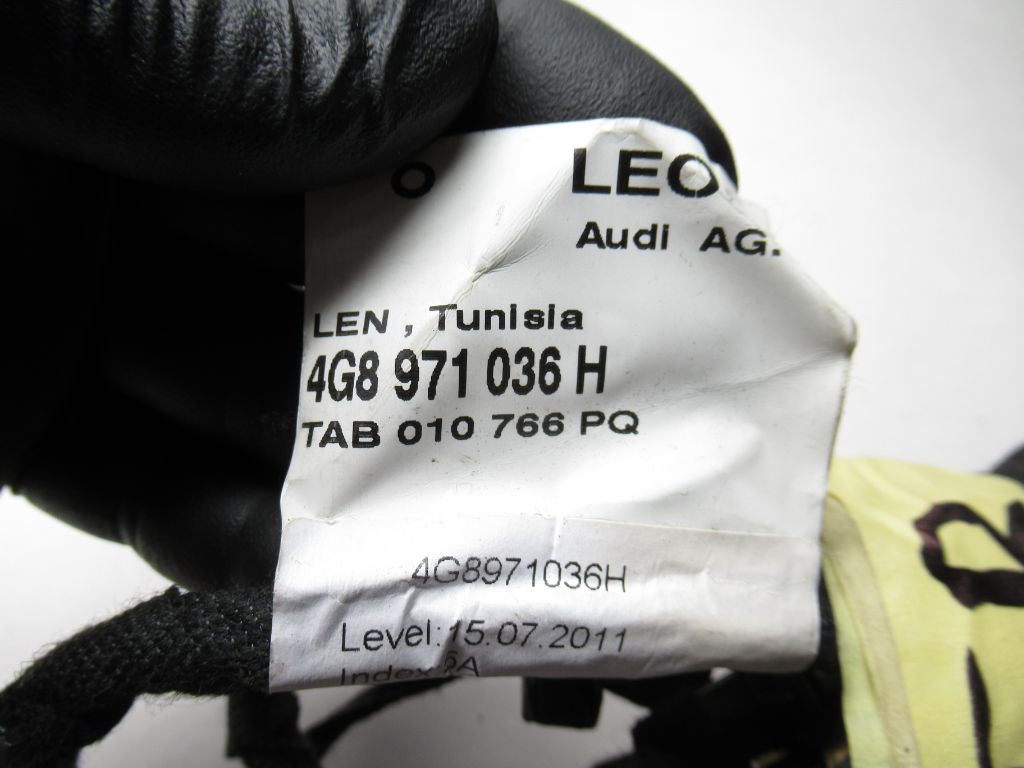 O LEO
Audi AG.
LEN , Tunisia
4G8 971 036 H
TAB 010 766 PQ
4G8971036H
Level:15.07.2011